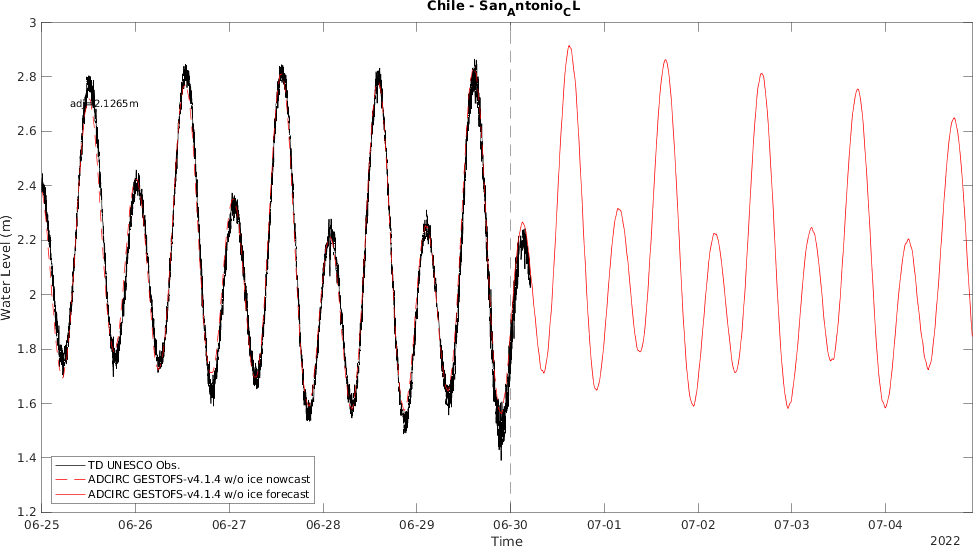 Chile - SanAntonioCL
adj=2.1265m
Water Level (m)
3
2.8
2.6
2.4
2.2
2
1.8
1.6
1.4
1.2
TD UNESCO Obs.
ADCIRC GESTOFS-v4.1.4 w/o ice nowcast
ADCIRC GESTOFS-v4.1.4 w/o ice forecast
06-25 06-26 06-27 06-28 06-29 06-30 07-01 07-02 07-03 07-04
Time
2022